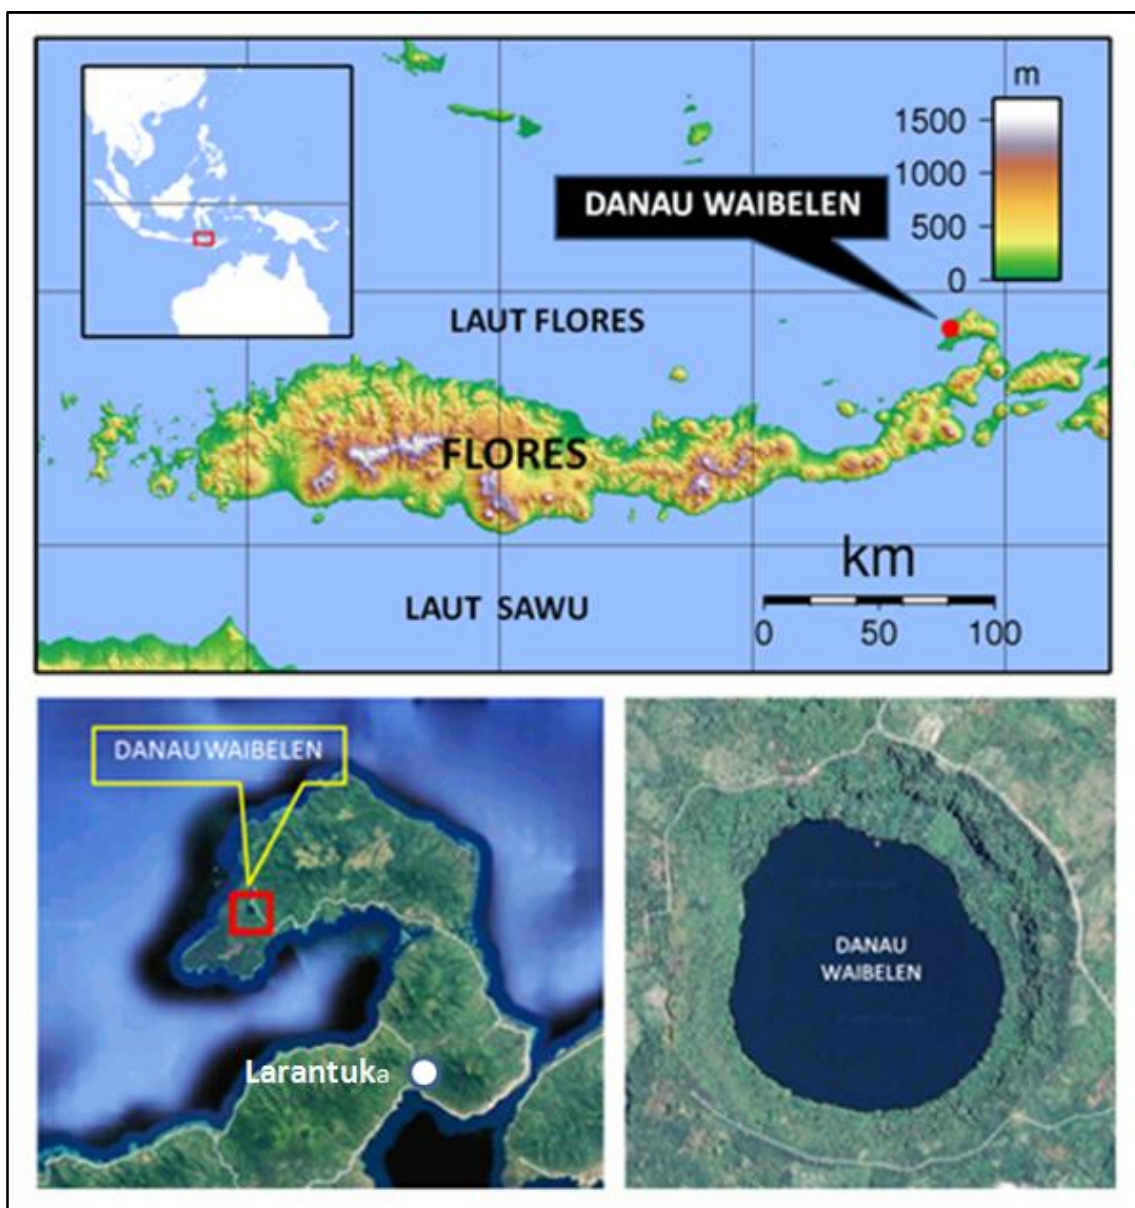 m
1500
1000
500
0
DANAU WAIBELEN
LAUT FLORES
FLORES
LAUT SAWU
km
0 50 100
DANAU WAIBELEN
Larantuka
DANAU
WAIBELEN